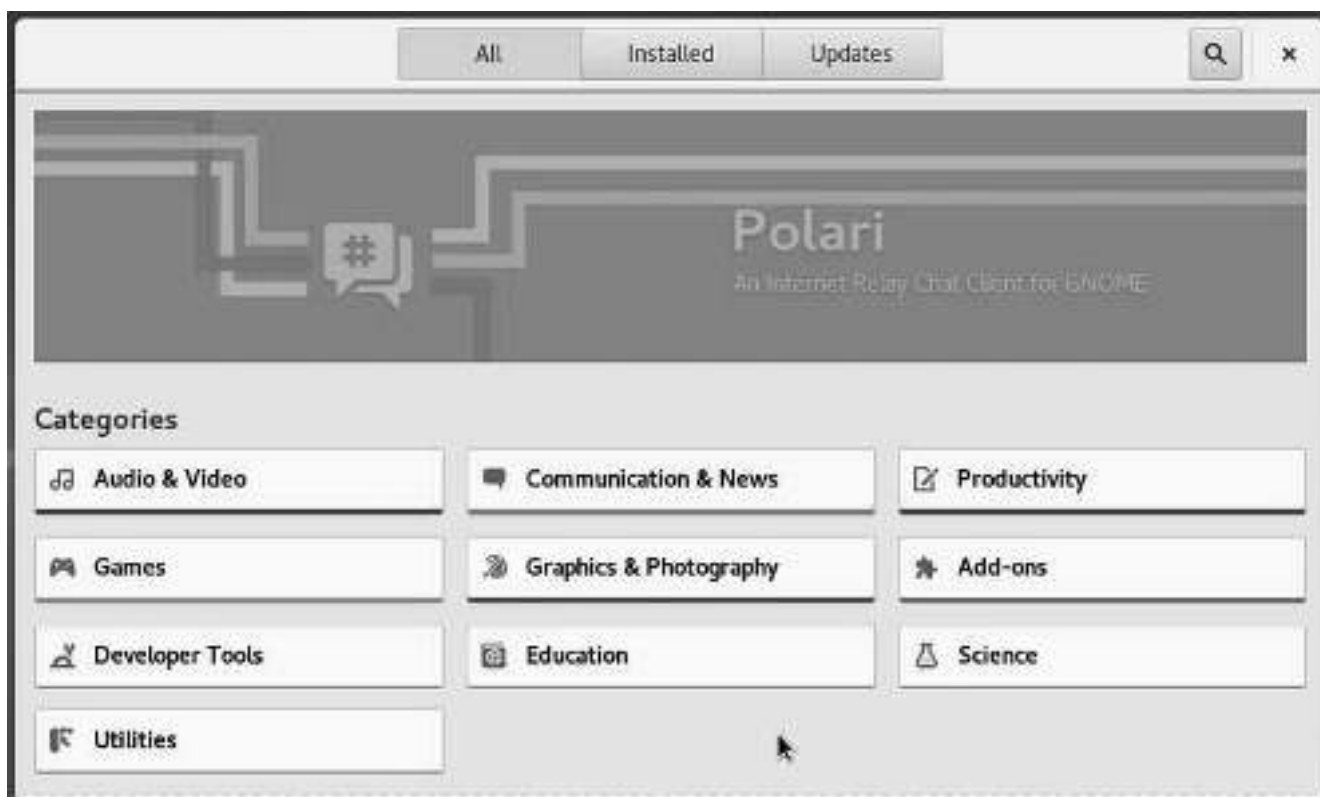 All Installed Updates
#
Polari
An Internet Relay Chat Client for GNOME
Categories
Audio & Video Communication & News Productivity
Games Graphics & Photography Add-ons
Developer Tools Education Science
Utilities